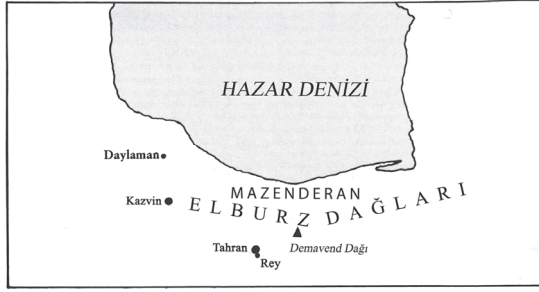 HAZAR DENİZİ
Daylaman
MAZENDERAN
Kazvin
ELBURZ DAĞLARI
Tahran
Demavend Dağı
Rey